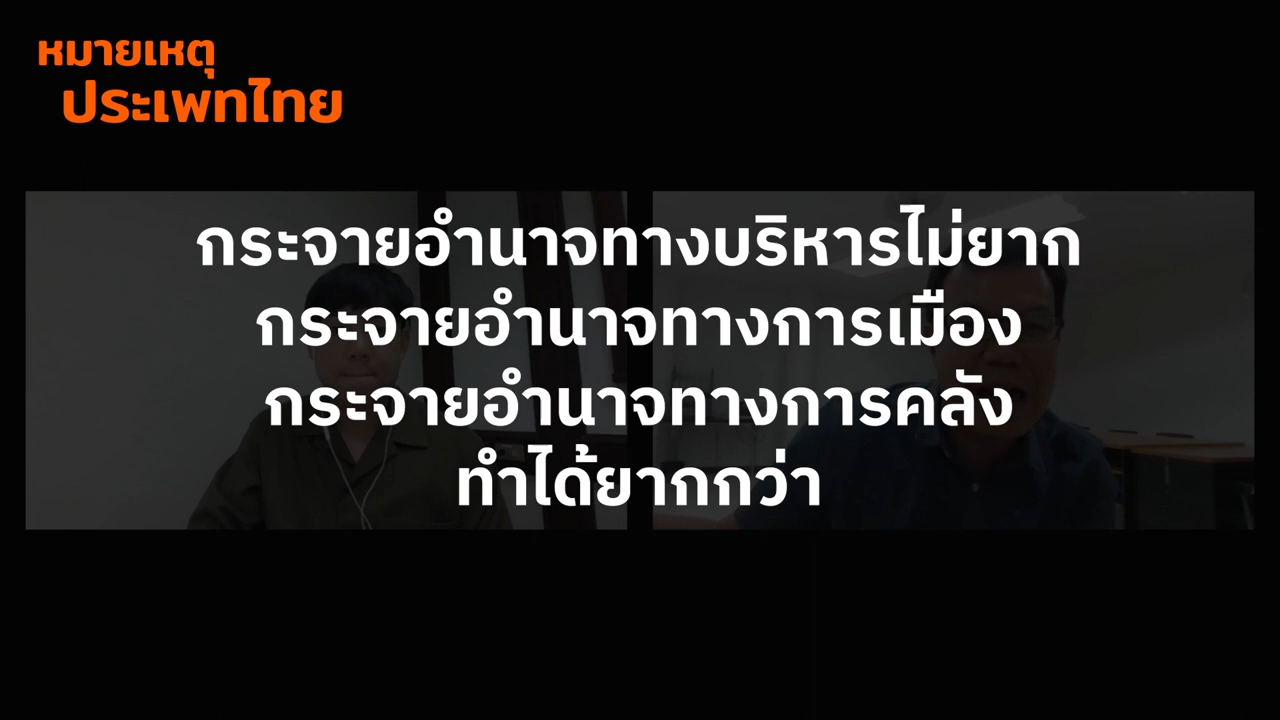 หมายเหตุ
ประเพทไทย
กระจายอำนาจทางบริหารไม่ยาก
กระจายอำนาจทางการเมือง
กระจายอำนาจทางการคลัง
ทำได้ยากกว่า